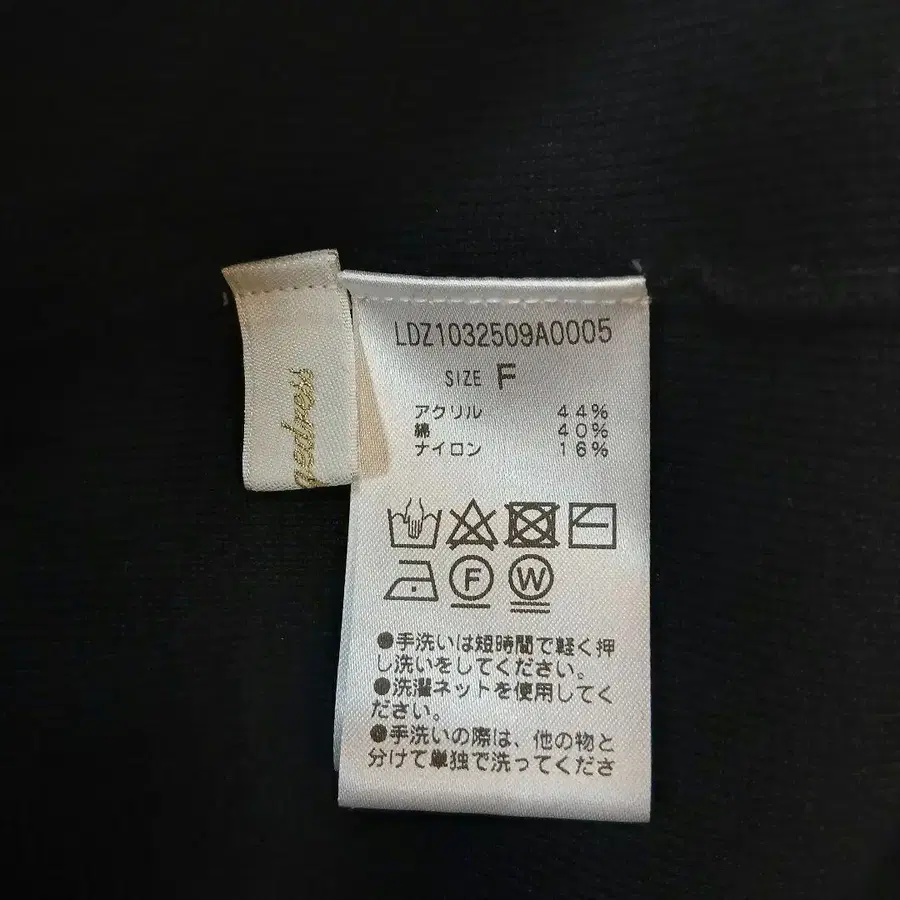 LDZ1032509A0005
SIZE F
アクリル 44%
綿 40%
ナイロン 16%
F W
●手洗いは短時間で軽く押
し洗いをしてください。
●洗濯ネットを使用してく
ださい。
●手洗いの際は、他の物と
分けて単独で洗ってくださ